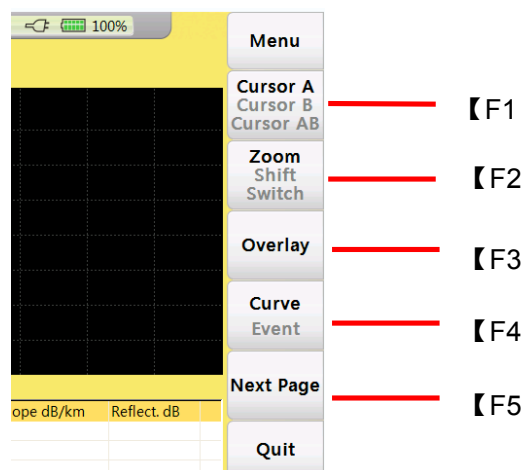 100%
Menu
Cursor A
Cursor B
Cursor AB
【F1
Zoom
Shift
Switch
【F2
Overlay
【F3
Curve
Event
【F4
Next Page
【F5
ope dB/km Reflect. dB
Quit